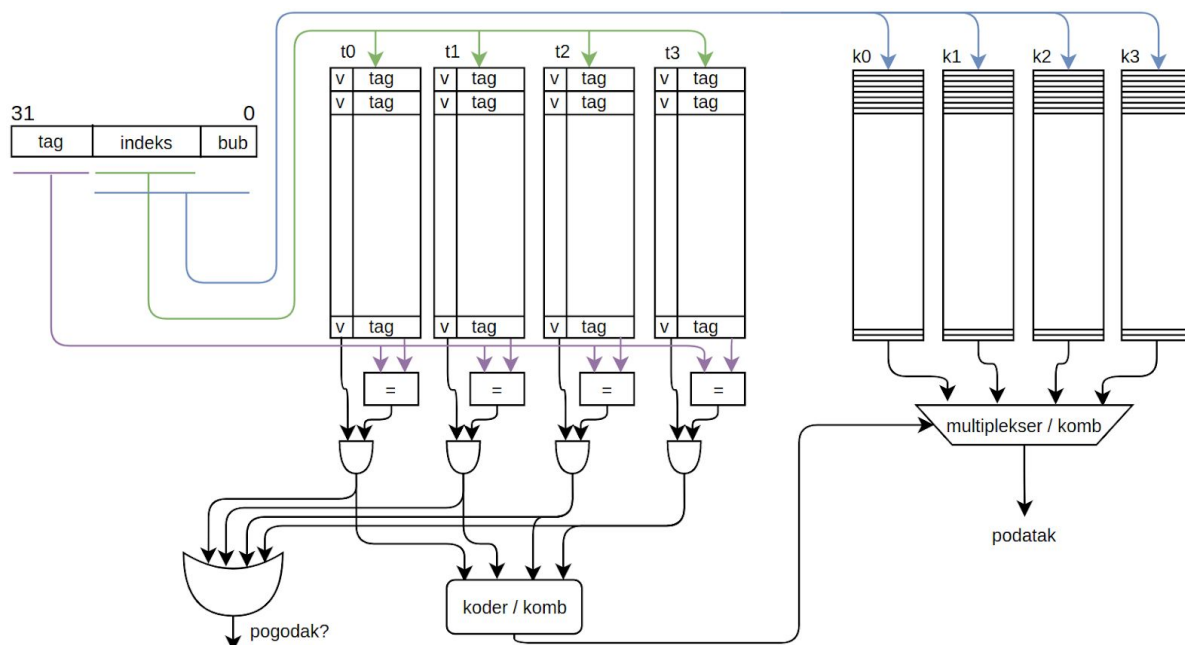 t0 t1 t2 t3
k0 k1 k2 k3
v tag v tag v tag v tag
v tag v tag v tag v tag
31 0
tag indeks bub
v tag v tag v tag v tag
= = = =
multiplekser / komb
podatak
koder / komb
pogodak?